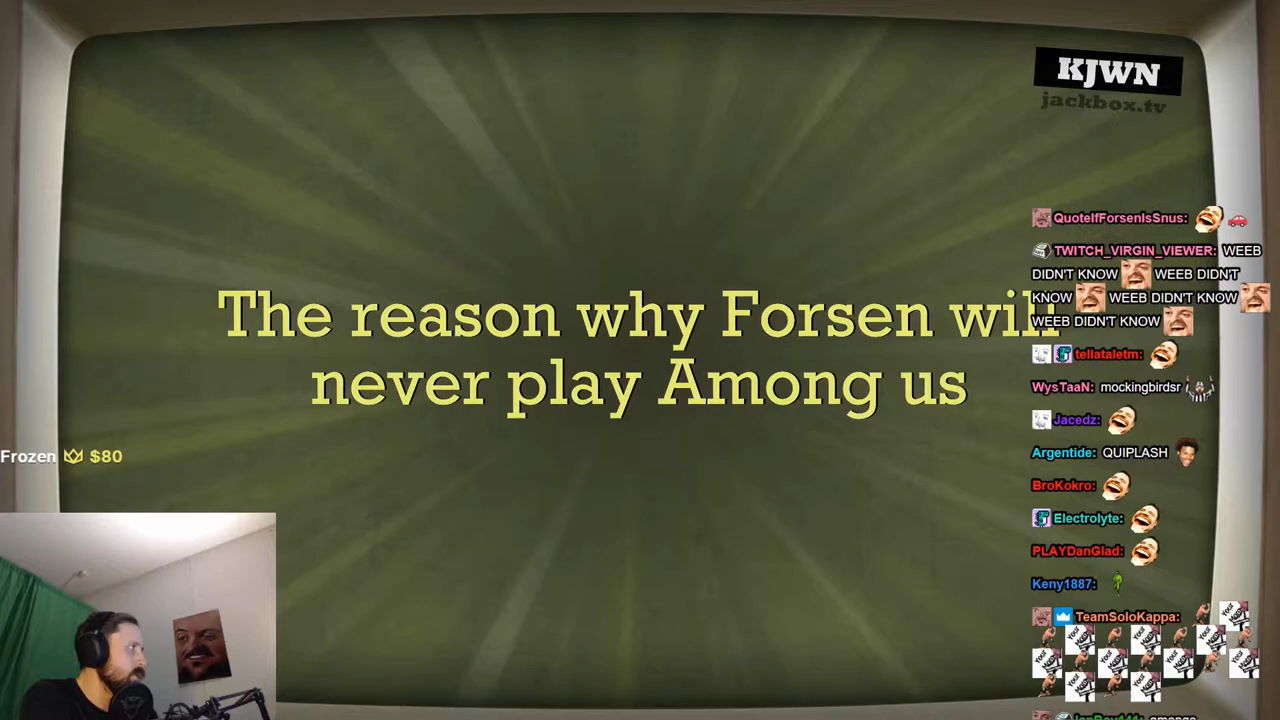 KJWN
jackbox.tv
The reason why Forsen will
never play Among us
QuoteIfForsenIsSnus:
TWITCH_VIRGIN_VIEWER: WEEB
DIDN'T KNOW WEEB DIDN'T
KNOW WEEB DIDN'T KNOW
WEEB DIDN'T KNOW
tellataletm:
WysTaaN: mockingbirdsr
Jacedz:
Argentide: QUIPLASH
BroKokro:
Frozen $80
Electrolyte:
PLAYDanGlad:
Keny1887:
TeamSoloKappa: